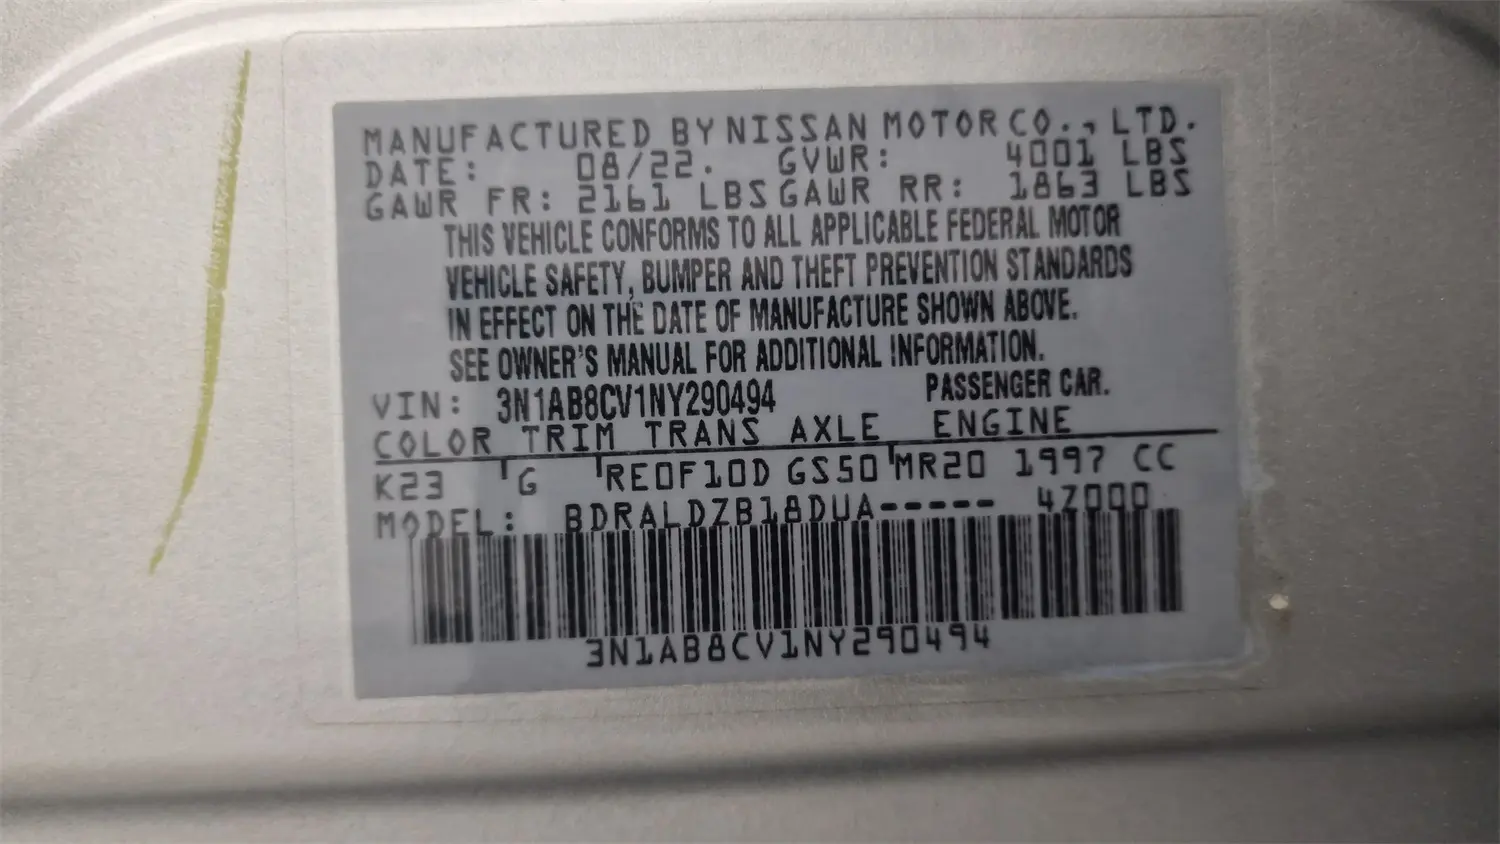 MANUFACTURED BY NISSAN MOTOR CO., LTD.
DATE: 08/22. GVWR: 4001 LBS
GAWR FR: 2161 LBS GAWR RR: 1863 LBS
THIS VEHICLE CONFORMS TO ALL APPLICABLE FEDERAL MOTOR
VEHICLE SAFETY, BUMPER AND THEFT PREVENTION STANDARDS
IN EFFECT ON THE DATE OF MANUFACTURE SHOWN ABOVE.
SEE OWNER'S MANUAL FOR ADDITIONAL INFORMATION.
VIN: 3N1AB8CV1NY290494 PASSENGER CAR.
COLOR TRIM TRANS AXLE ENGINE
K23 G RE0F10D GS50 MR20 1997 CC
MODEL: BDRALDZB18DUA----- 4Z000
3N1AB8CV1NY290494